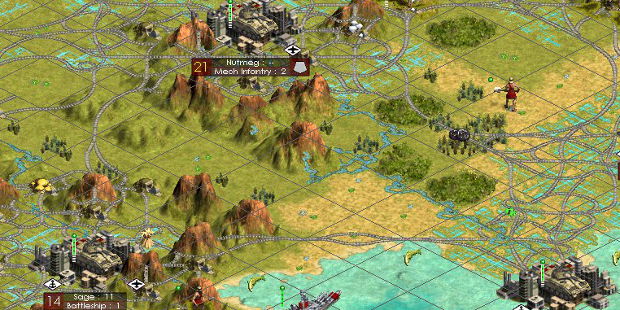 21
Nutmeg :
Mech Infantry : 2
14
Sage : 11
Battleship : 1